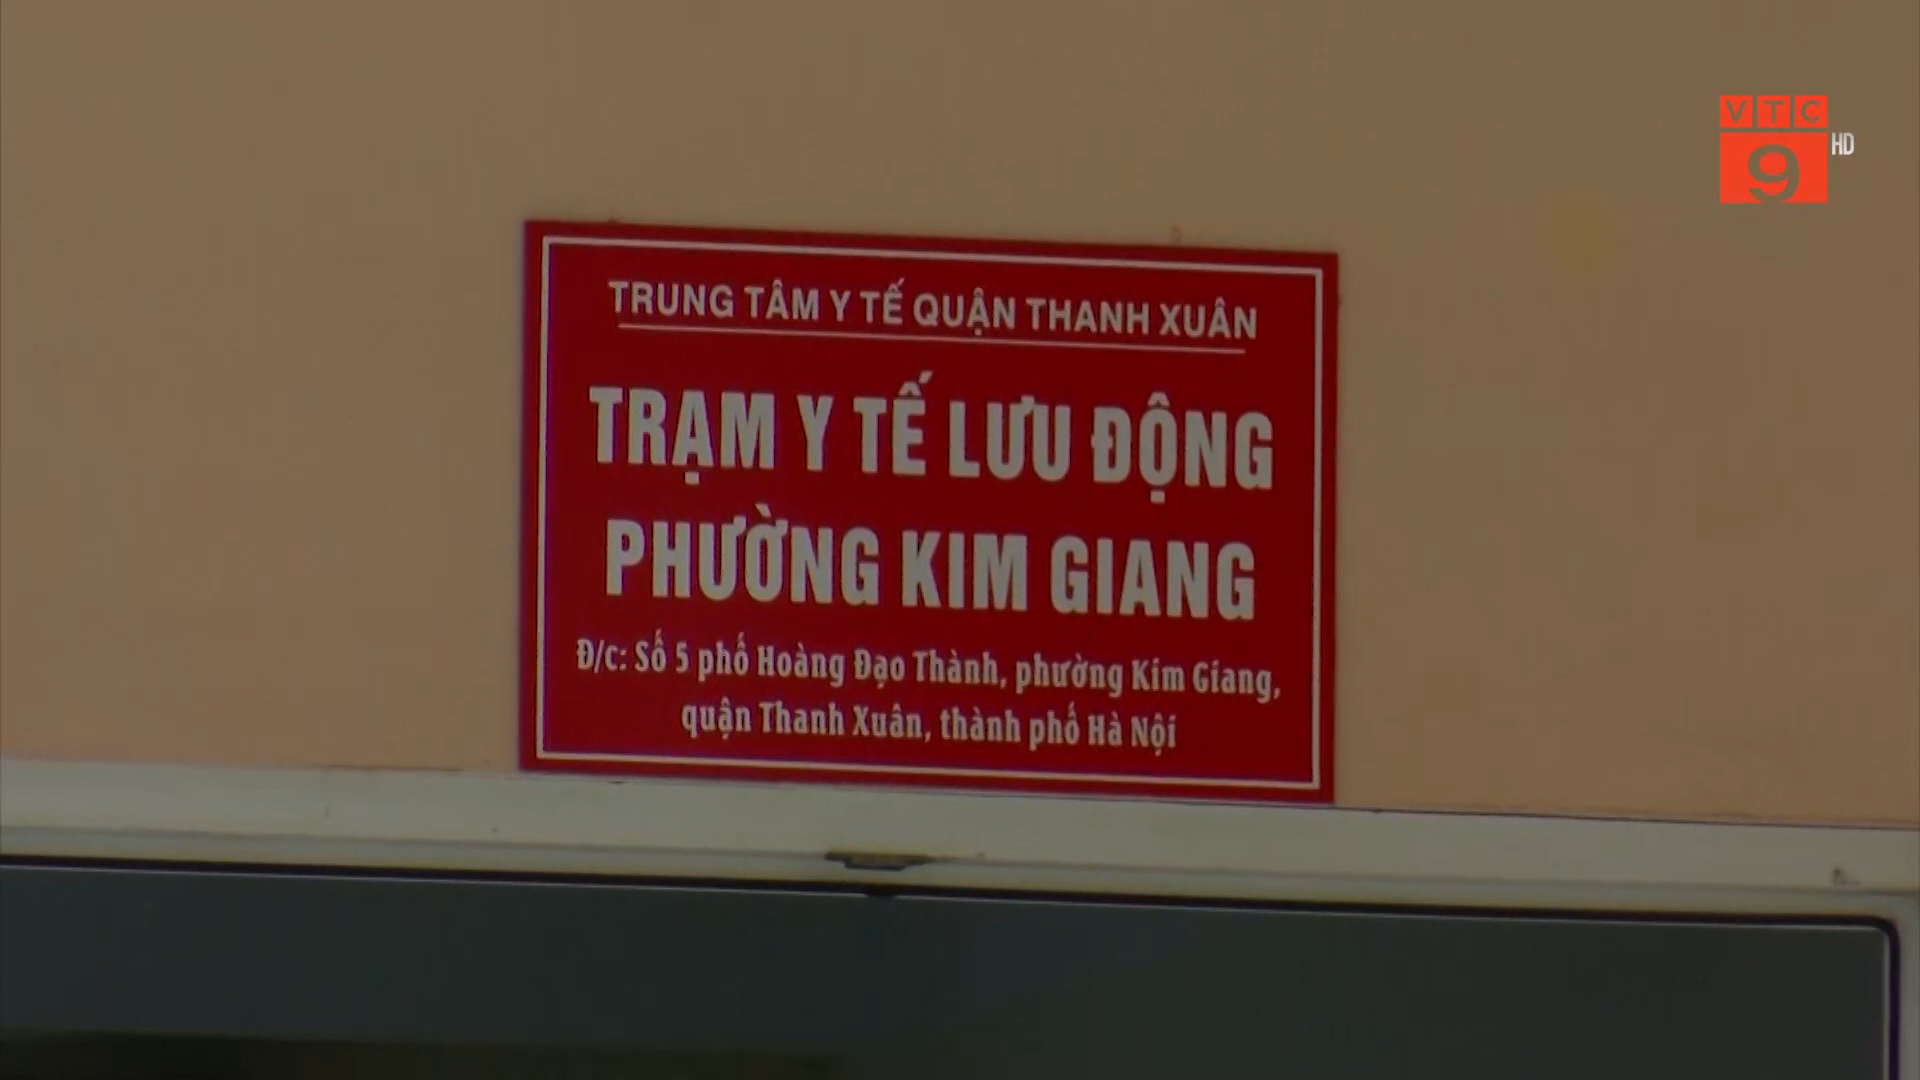 VTC
9
HD
TRUNG TÂM Y TẾ QUẬN THANH XUÂN
TRẠM Y TẾ LƯU ĐỘNG
PHƯỜNG KIM GIANG
Đ/c: Số 5 phố Hoàng Đạo Thành, phường Kim Giang,
quận Thanh Xuân, thành phố Hà Nội